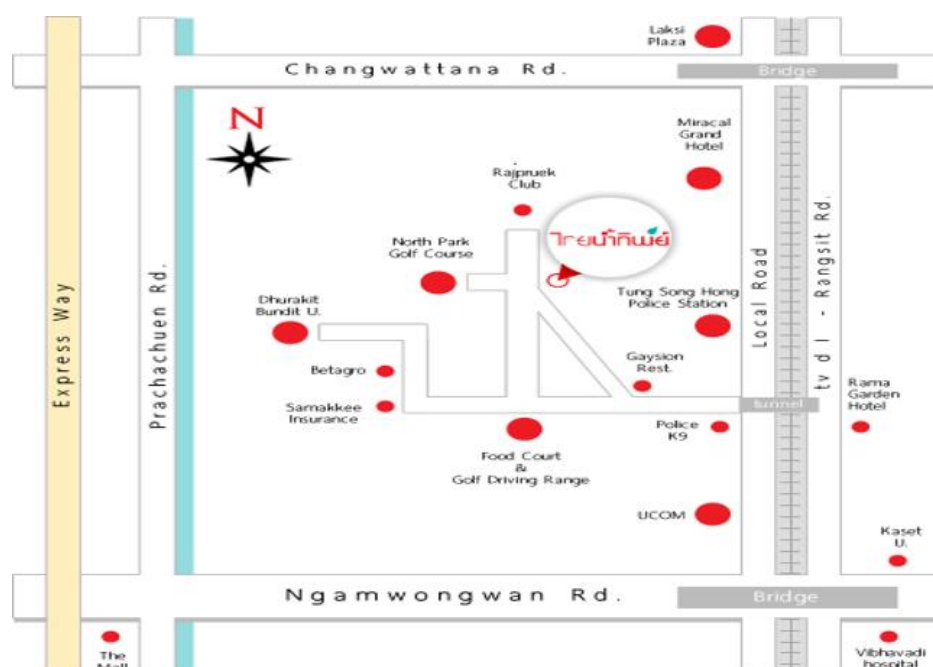 Laksi
Plaza
Changwattana Rd.
Bridge
N
Miracal
Grand
Hotel
Rajpruek
Club
ไทยน้ำทิพย์
North Park
Golf Course
Tung Song Hong
Police Station
Dhurakit
Bundit U.
Express Way
Prachachuen Rd.
Local Road
tv d I - Rangsit Rd.
Gaysion
Rest.
Betagro
Rama
Garden
Hotel
Samakkee
Insurance
tunnel
Police
K9
Food Court
&
Golf Driving Range
UCOM
Kaset
U.
Ngamwongwan Rd.
Bridge
The
Mall
Vibhavadi
hospital